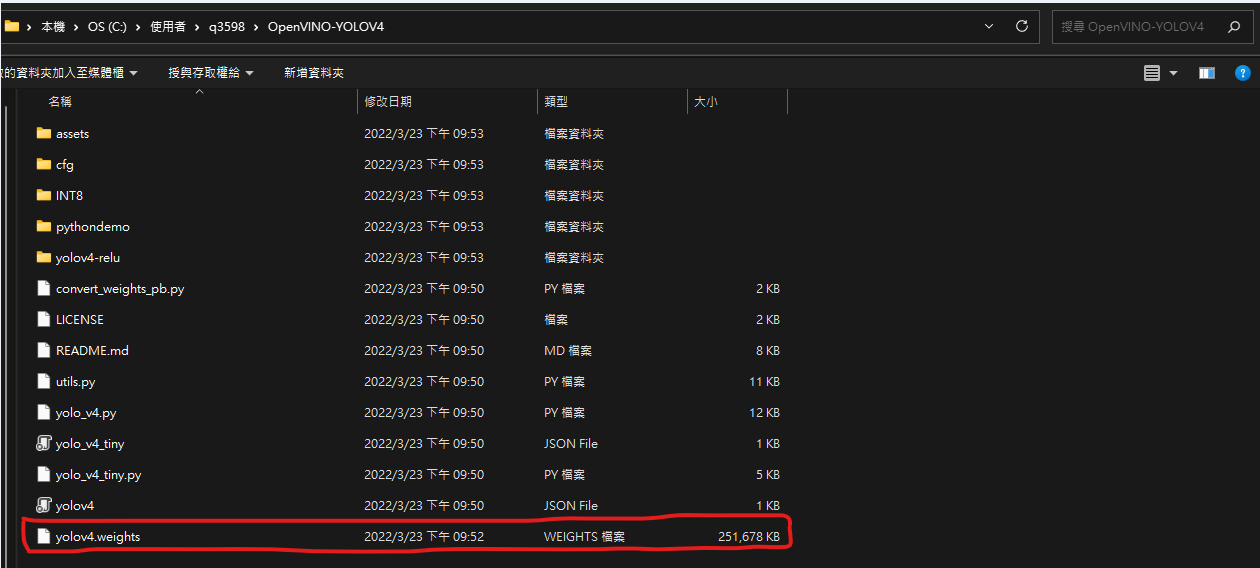 本機 › OS (C:) › 使用者 › q3598 › OpenVINO-YOLOV4 搜尋 OpenVINO-YOLOV4
的資料夾加入至媒體櫃 授與存取權給 新增資料夾
名稱 修改日期 類型 大小
assets 2022/3/23 下午 09:53 檔案資料夾
cfg 2022/3/23 下午 09:53 檔案資料夾
INT8 2022/3/23 下午 09:53 檔案資料夾
pythondemo 2022/3/23 下午 09:53 檔案資料夾
yolov4-relu 2022/3/23 下午 09:53 檔案資料夾
convert_weights_pb.py 2022/3/23 下午 09:50 PY 檔案 2 KB
LICENSE 2022/3/23 下午 09:50 檔案 2 KB
README.md 2022/3/23 下午 09:50 MD 檔案 8 KB
utils.py 2022/3/23 下午 09:50 PY 檔案 11 KB
yolo_v4.py 2022/3/23 下午 09:50 PY 檔案 12 KB
yolo_v4_tiny 2022/3/23 下午 09:50 JSON File 1 KB
yolo_v4_tiny.py 2022/3/23 下午 09:50 PY 檔案 5 KB
yolov4 2022/3/23 下午 09:50 JSON File 1 KB
yolov4.weights 2022/3/23 下午 09:52 WEIGHTS 檔案 251,678 KB